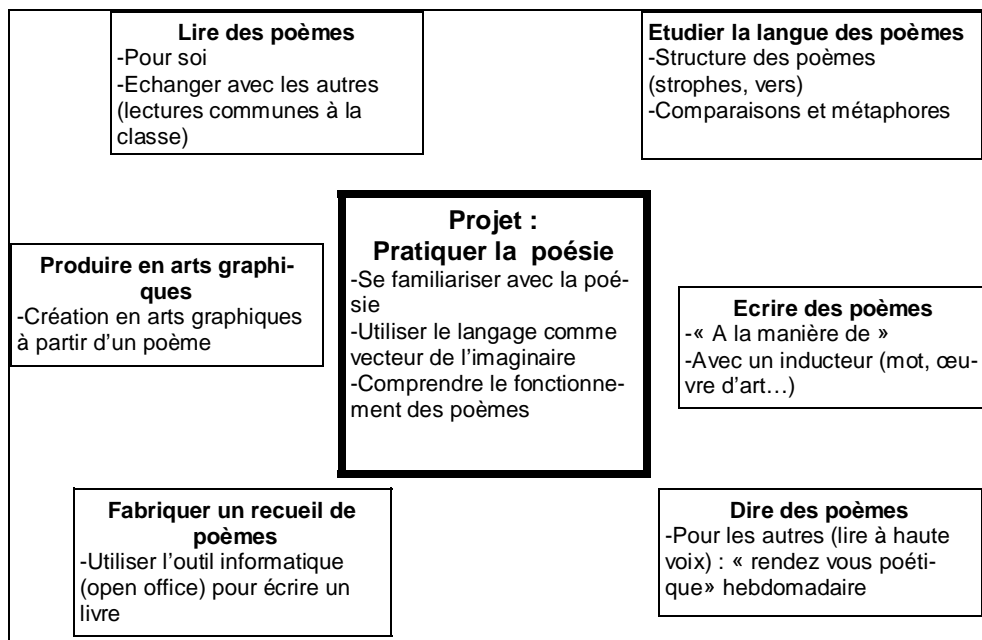 Lire des poèmes
-Pour soi
-Echanger avec les autres
(lectures communes à la
classe)
Etudier la langue des poèmes
-Structure des poèmes
(strophes, vers)
-Comparaisons et métaphores
Projet :
Pratiquer la  poésie
-Se familiariser avec la poé-
sie
-Utiliser le langage comme
vecteur de l'imaginaire
-Comprendre le fonctionne-
ment des poèmes
Produire en arts graphi-
ques
-Création en arts graphiques
à partir d'un poème
Ecrire des poèmes
-« A la manière de »
-Avec un inducteur (mot, œu-
vre d'art…)
Fabriquer un recueil de
poèmes
-Utiliser l'outil informatique
(open office) pour écrire un
livre
Dire des poèmes
-Pour les autres (lire à haute
voix) : « rendez vous poéti-
que» hebdomadaire